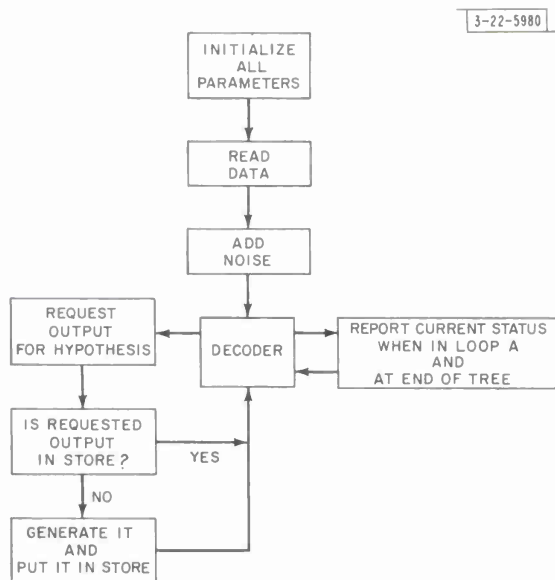 3-22-5980
INITIALIZE
ALL
PARAMETERS
READ
DATA
ADD
NOISE
REQUEST
OUTPUT
FOR HYPOTHESIS
DECODER
REPORT CURRENT STATUS
WHEN IN LOOP A
AND
AT END OF TREE
IS REQUESTED
OUTPUT
IN STORE?
YES
NO
GENERATE IT
AND
PUT IT IN STORE